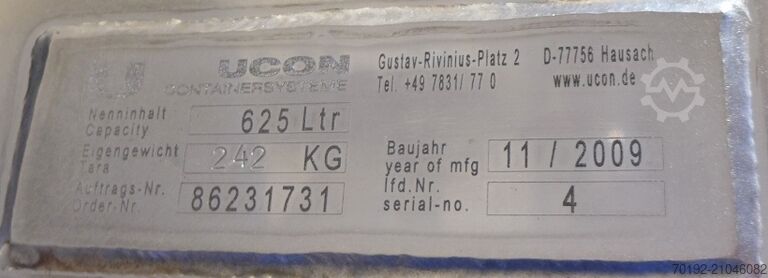 UCON
CONTAINERSYSTEME
Gustav-Rivinius-Platz 2 D-77756 Hausach
Tel. +49 7831/ 77 0 www.ucon.de
Nenninhalt
Capacity
625 Ltr
Eigengewicht
Tara
242 KG
Auftrags-Nr.
Order-Nr.
86231731
Baujahr
year of mfg
11 / 2009
lfd.Nr.
serial-no.
4
70192-21046082